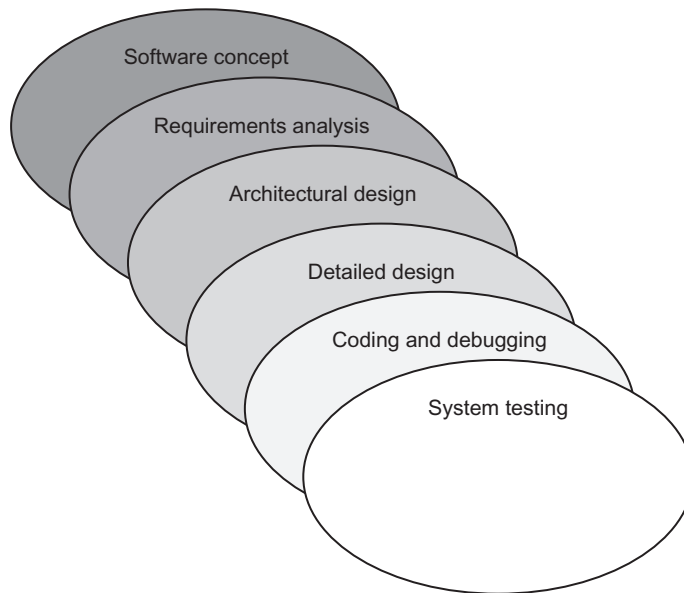 Software concept
Requirements analysis
Architectural design
Detailed design
Coding and debugging
System testing